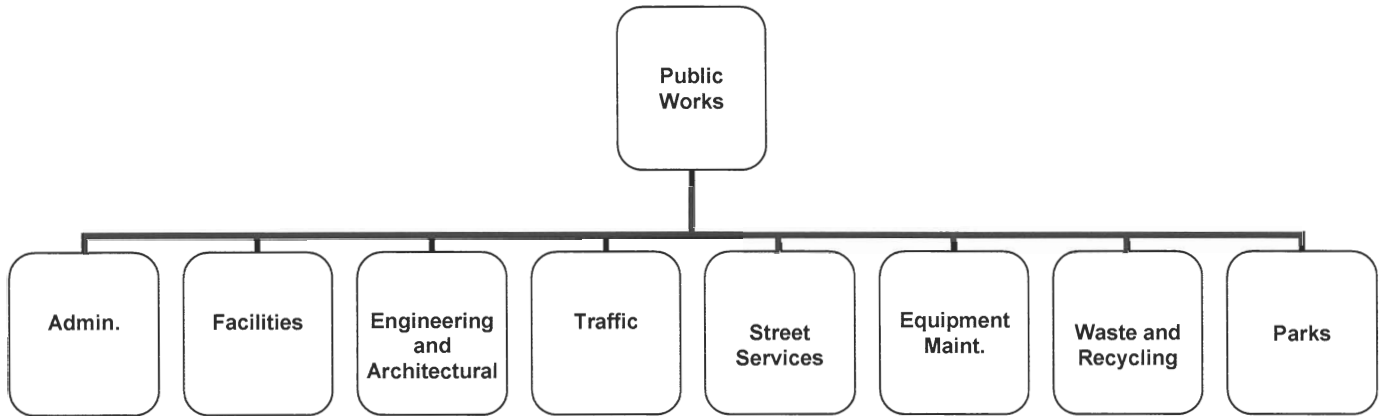 Public
Works
Admin.
Facilities
Engineering
and
Architectural
Traffic
Street
Services
Equipment
Maint.
Waste and
Recycling
Parks